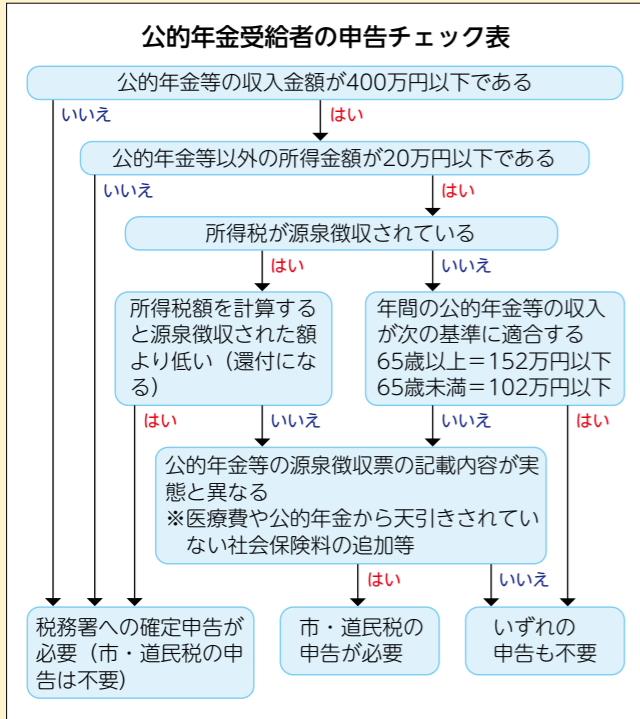 公的年金受給者の申告チェック表
公的年金等の収入金額が400万円以下である
いいえ
はい
公的年金等以外の所得金額が20万円以下である
いいえ
はい
所得税が源泉徴収されている
はい
いいえ
所得税額を計算する
と源泉徴収された額
より低い（還付にな
る）
年間の公的年金等の収入
が次の基準に適合する
65歳以上＝152万円以下
65歳未満＝102万円以下
はい
いいえ
いいえ
はい
公的年金等の源泉徴収票の記載内容が実
態と異なる
※医療費や公的年金から天引きされてい
ない社会保険料の追加等
はい
いいえ
税務署への確定申告が
必要（市・道民税の申
告は不要）
市・道民税の
申告が必要
いずれの
申告も不要